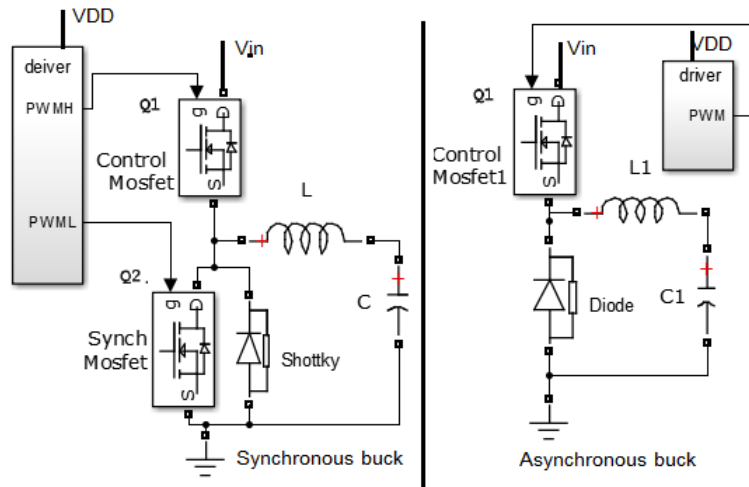 VDD
deiver
PWMH
PWML
Vin
Q1
g
D
S
Control
Mosfet
L
Q2.
g
D
S
Synch
Mosfet
Shottky
C
Synchronous buck
Vin
VDD
driver
PWM
Q1
g
D
S
Control
Mosfet1
L1
Diode
C1
Asynchronous buck